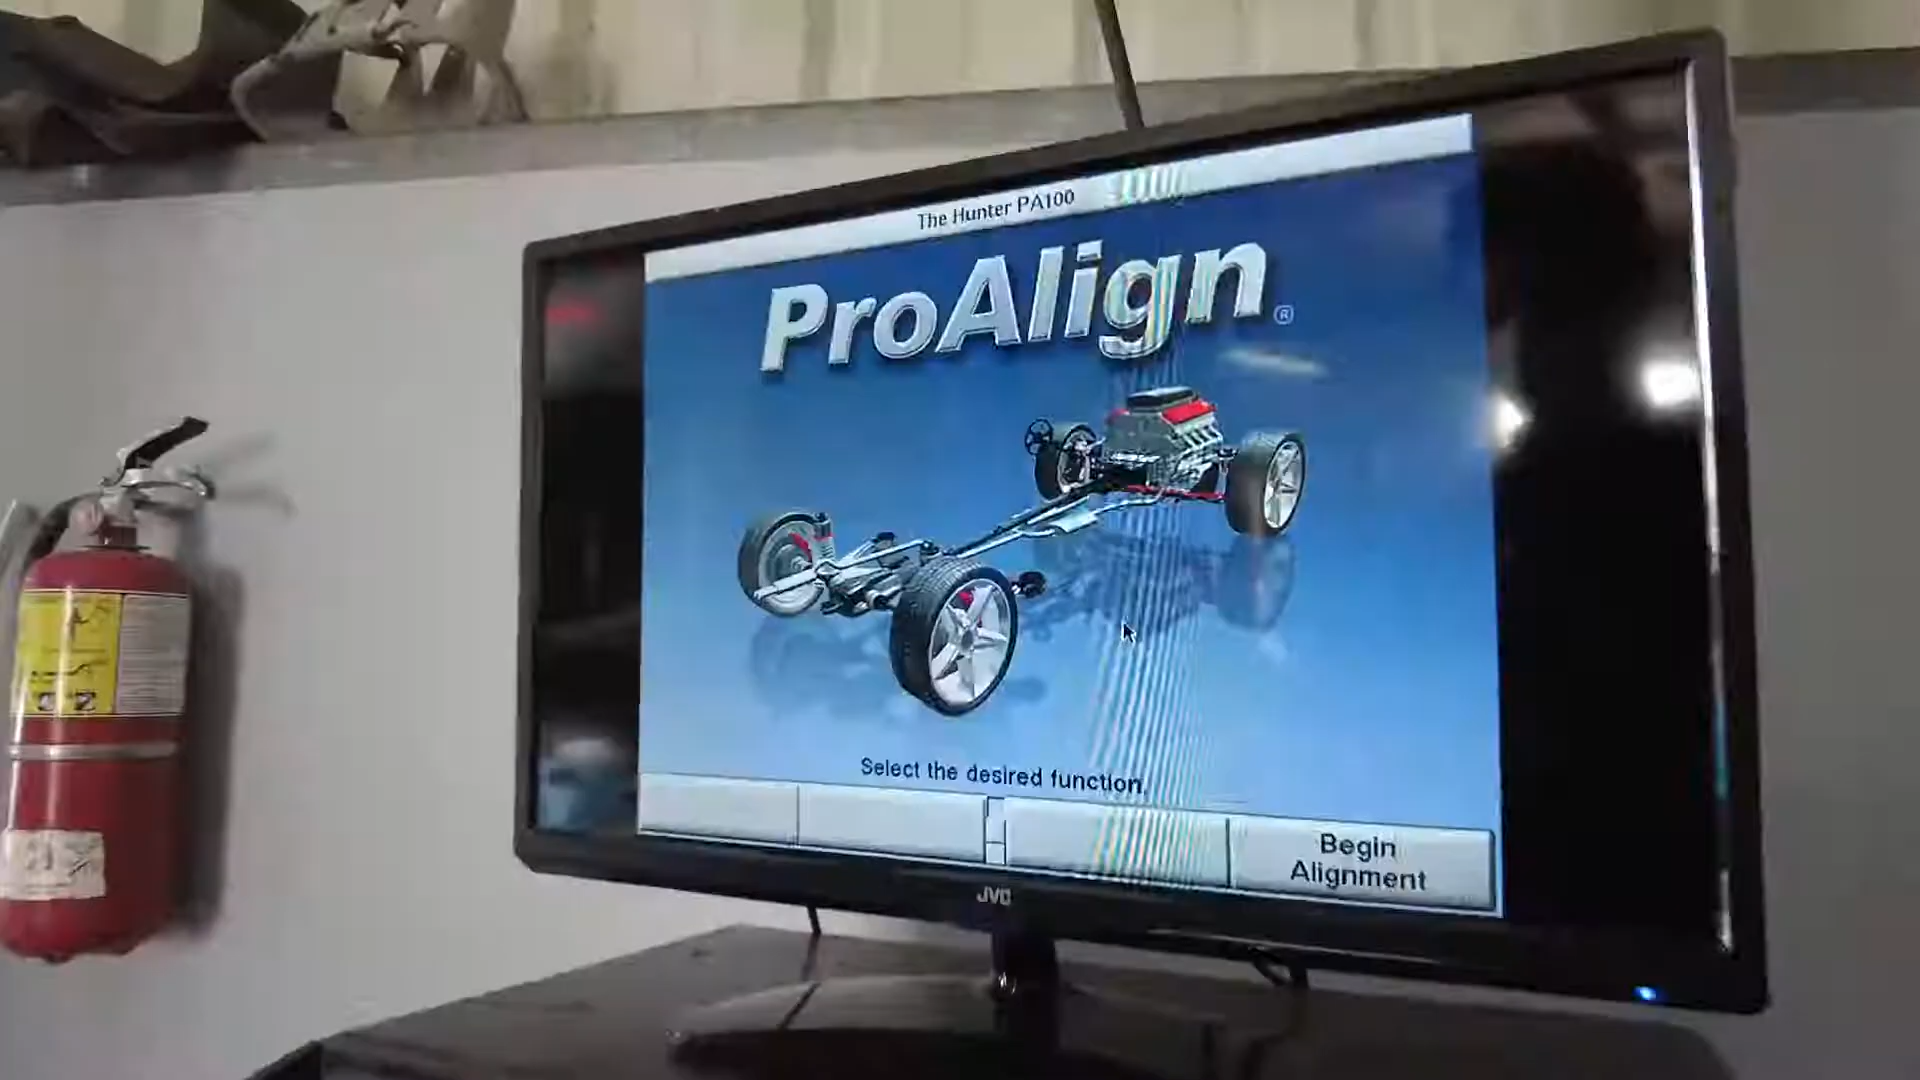 The Hunter PA100
ProAlign®
Select the desired function.
Begin
Alignment
JVC